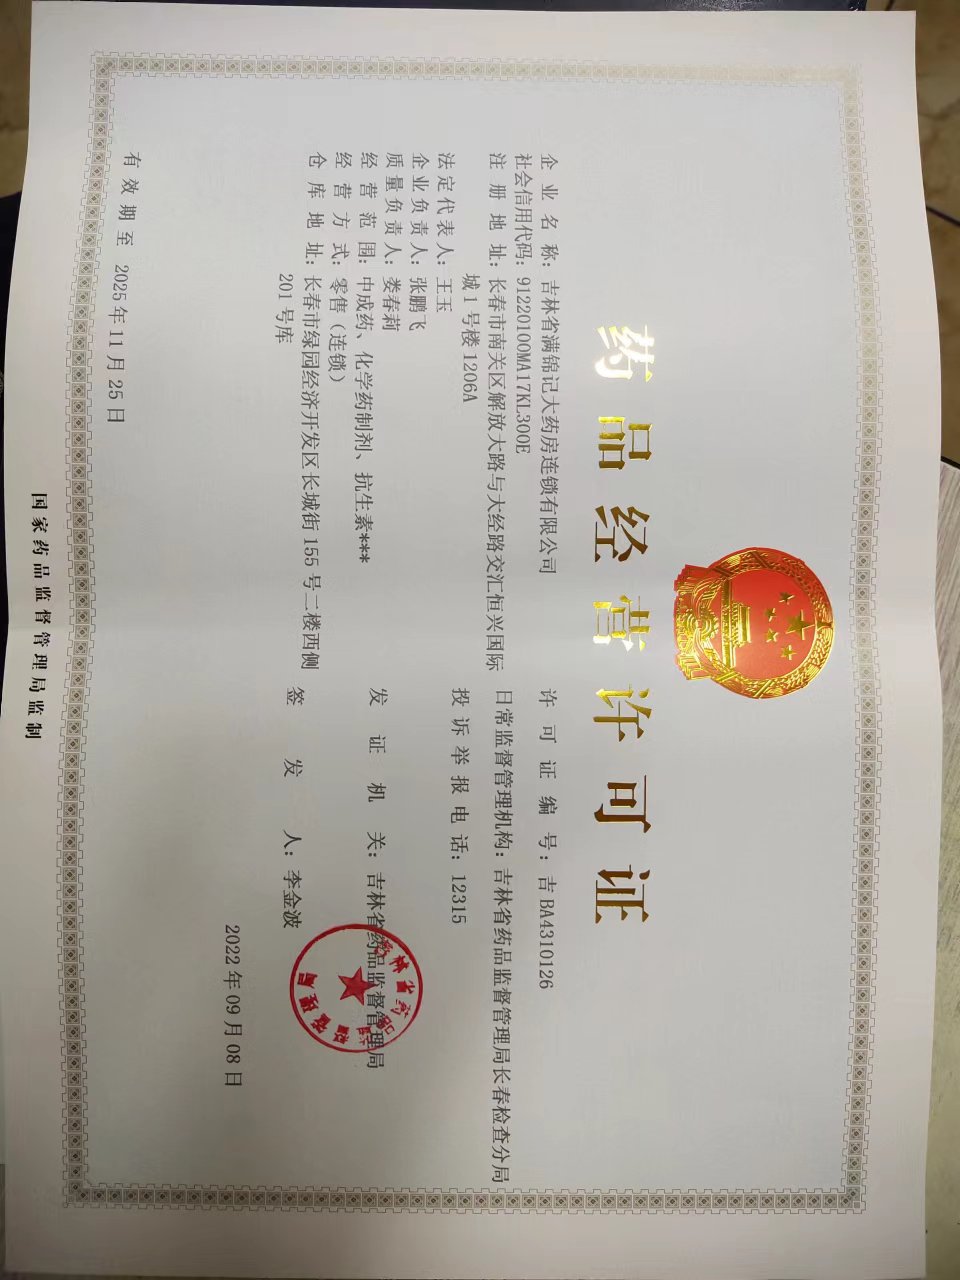 药品经营许可证
企业名称：吉林省满锦记大药房连锁有限公司
社会信用代码：91220100MA17KL300E
注册地址：长春市南关区解放大路与大经路交汇恒兴国际
城1号楼1206A
法定代表人：王玉
企业负责人：张鹏飞
质量负责人：娄春莉
经营范围：中成药、化学药制剂、抗生素***
经营方式：零售（连锁）
仓库地址：长春市绿园经济开发区长城街155号二楼西侧
201号库
有效期至 2025年11月25日
许可证编号：吉BA4310126
日常监督管理机构：吉林省药品监督管理局长春检查分局
投诉举报电话：12315
发证机关：吉林省药品监督管理局
签发人：李金波
2022年09月08日
吉林省药品监督管理局
国家药品监督管理局监制